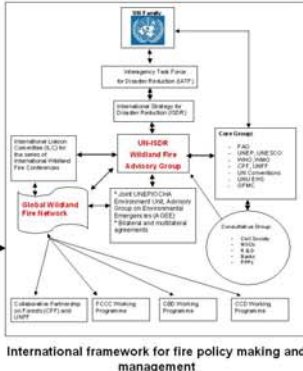 UN Family
Interagency Task Force
for Disaster Reduction (IATF)
International Strategy for
Disaster Reduction (ISDR)
International Liaison
Committee (ILC) for
the series of
International Wildland
Fire Conferences
UN-ISDR
Wildland Fire
Advisory Group
Core Group:
• FAO
• UNEP, UNESCO
• WHO, WMO
• CPF, UNFF
• UN Conventions
• UNU EHS
• GFMC
Global Wildland
Fire Network
* Joint UNEP/OCHA
Environment Unit, Advisory
Group on Environmental
Emergencies (AGEE)
* Bilateral and multilateral
agreements
Consultative Group:
• Civil Society
• NGOs
• R & D
• Banks
Collaborative Partnership
on Forests (CPF) and
UNFF
FCCC Working
Programme
CBD Working
Programme
CCD Working
Programme
International framework for fire policy making and
management